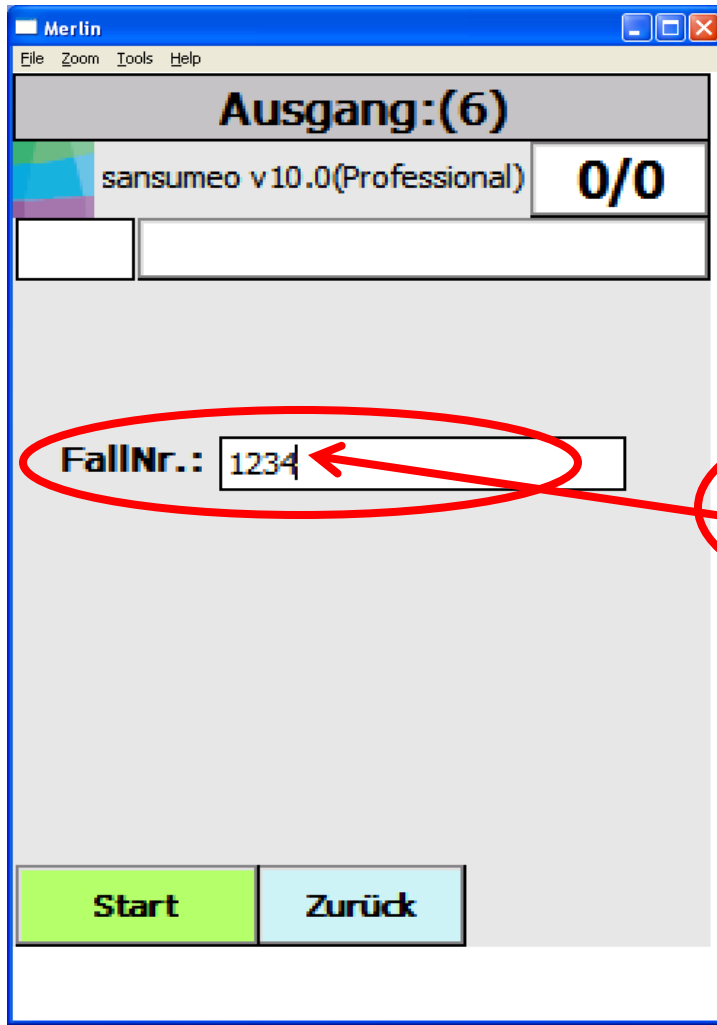 Merlin
File Zoom Tools Help
Ausgang:(6)
sansumeo v10.0(Professional) 0/0
FallNr.: 1234
Start Zurück